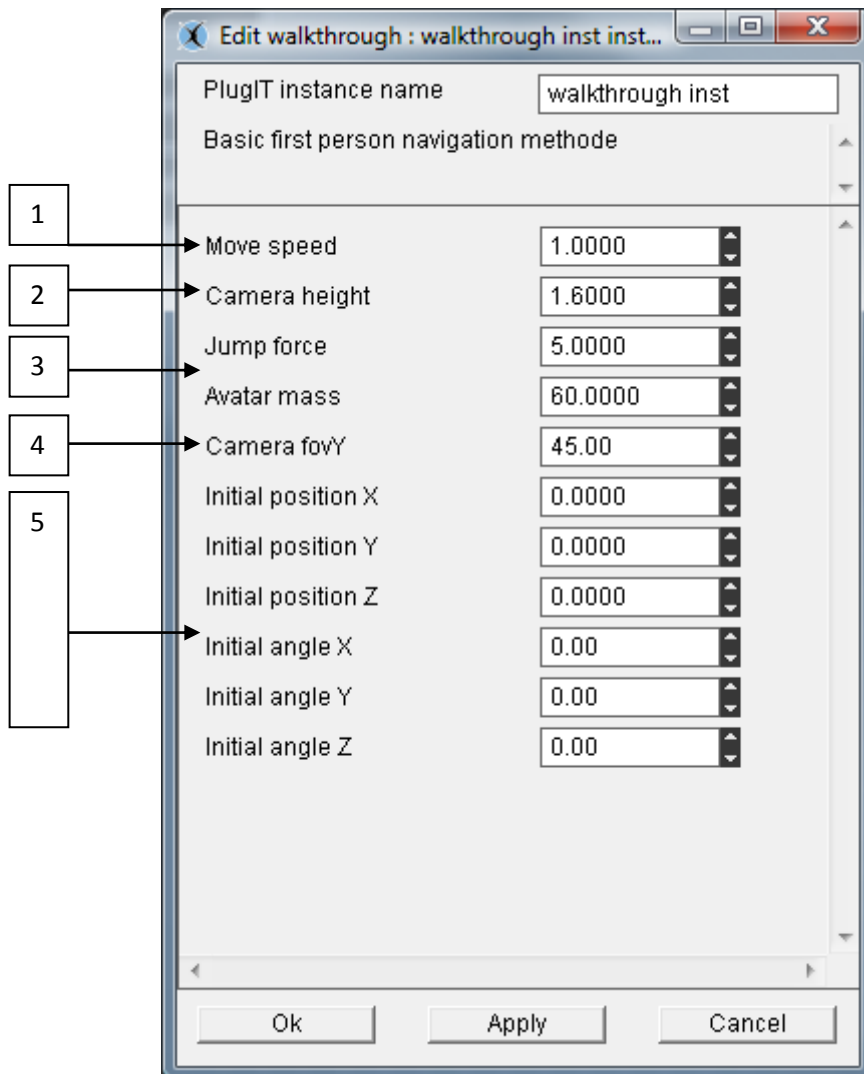 Edit walkthrough : walkthrough inst inst...
PlugIT instance name walkthrough inst
Basic first person navigation methode
1 Move speed 1.0000
2 Camera height 1.6000
Jump force 5.0000
3
Avatar mass 60.0000
4 Camera fovY 45.00
Initial position X 0.0000
5
Initial position Y 0.0000
Initial position Z 0.0000
Initial angle X 0.00
Initial angle Y 0.00
Initial angle Z 0.00
Ok Apply Cancel